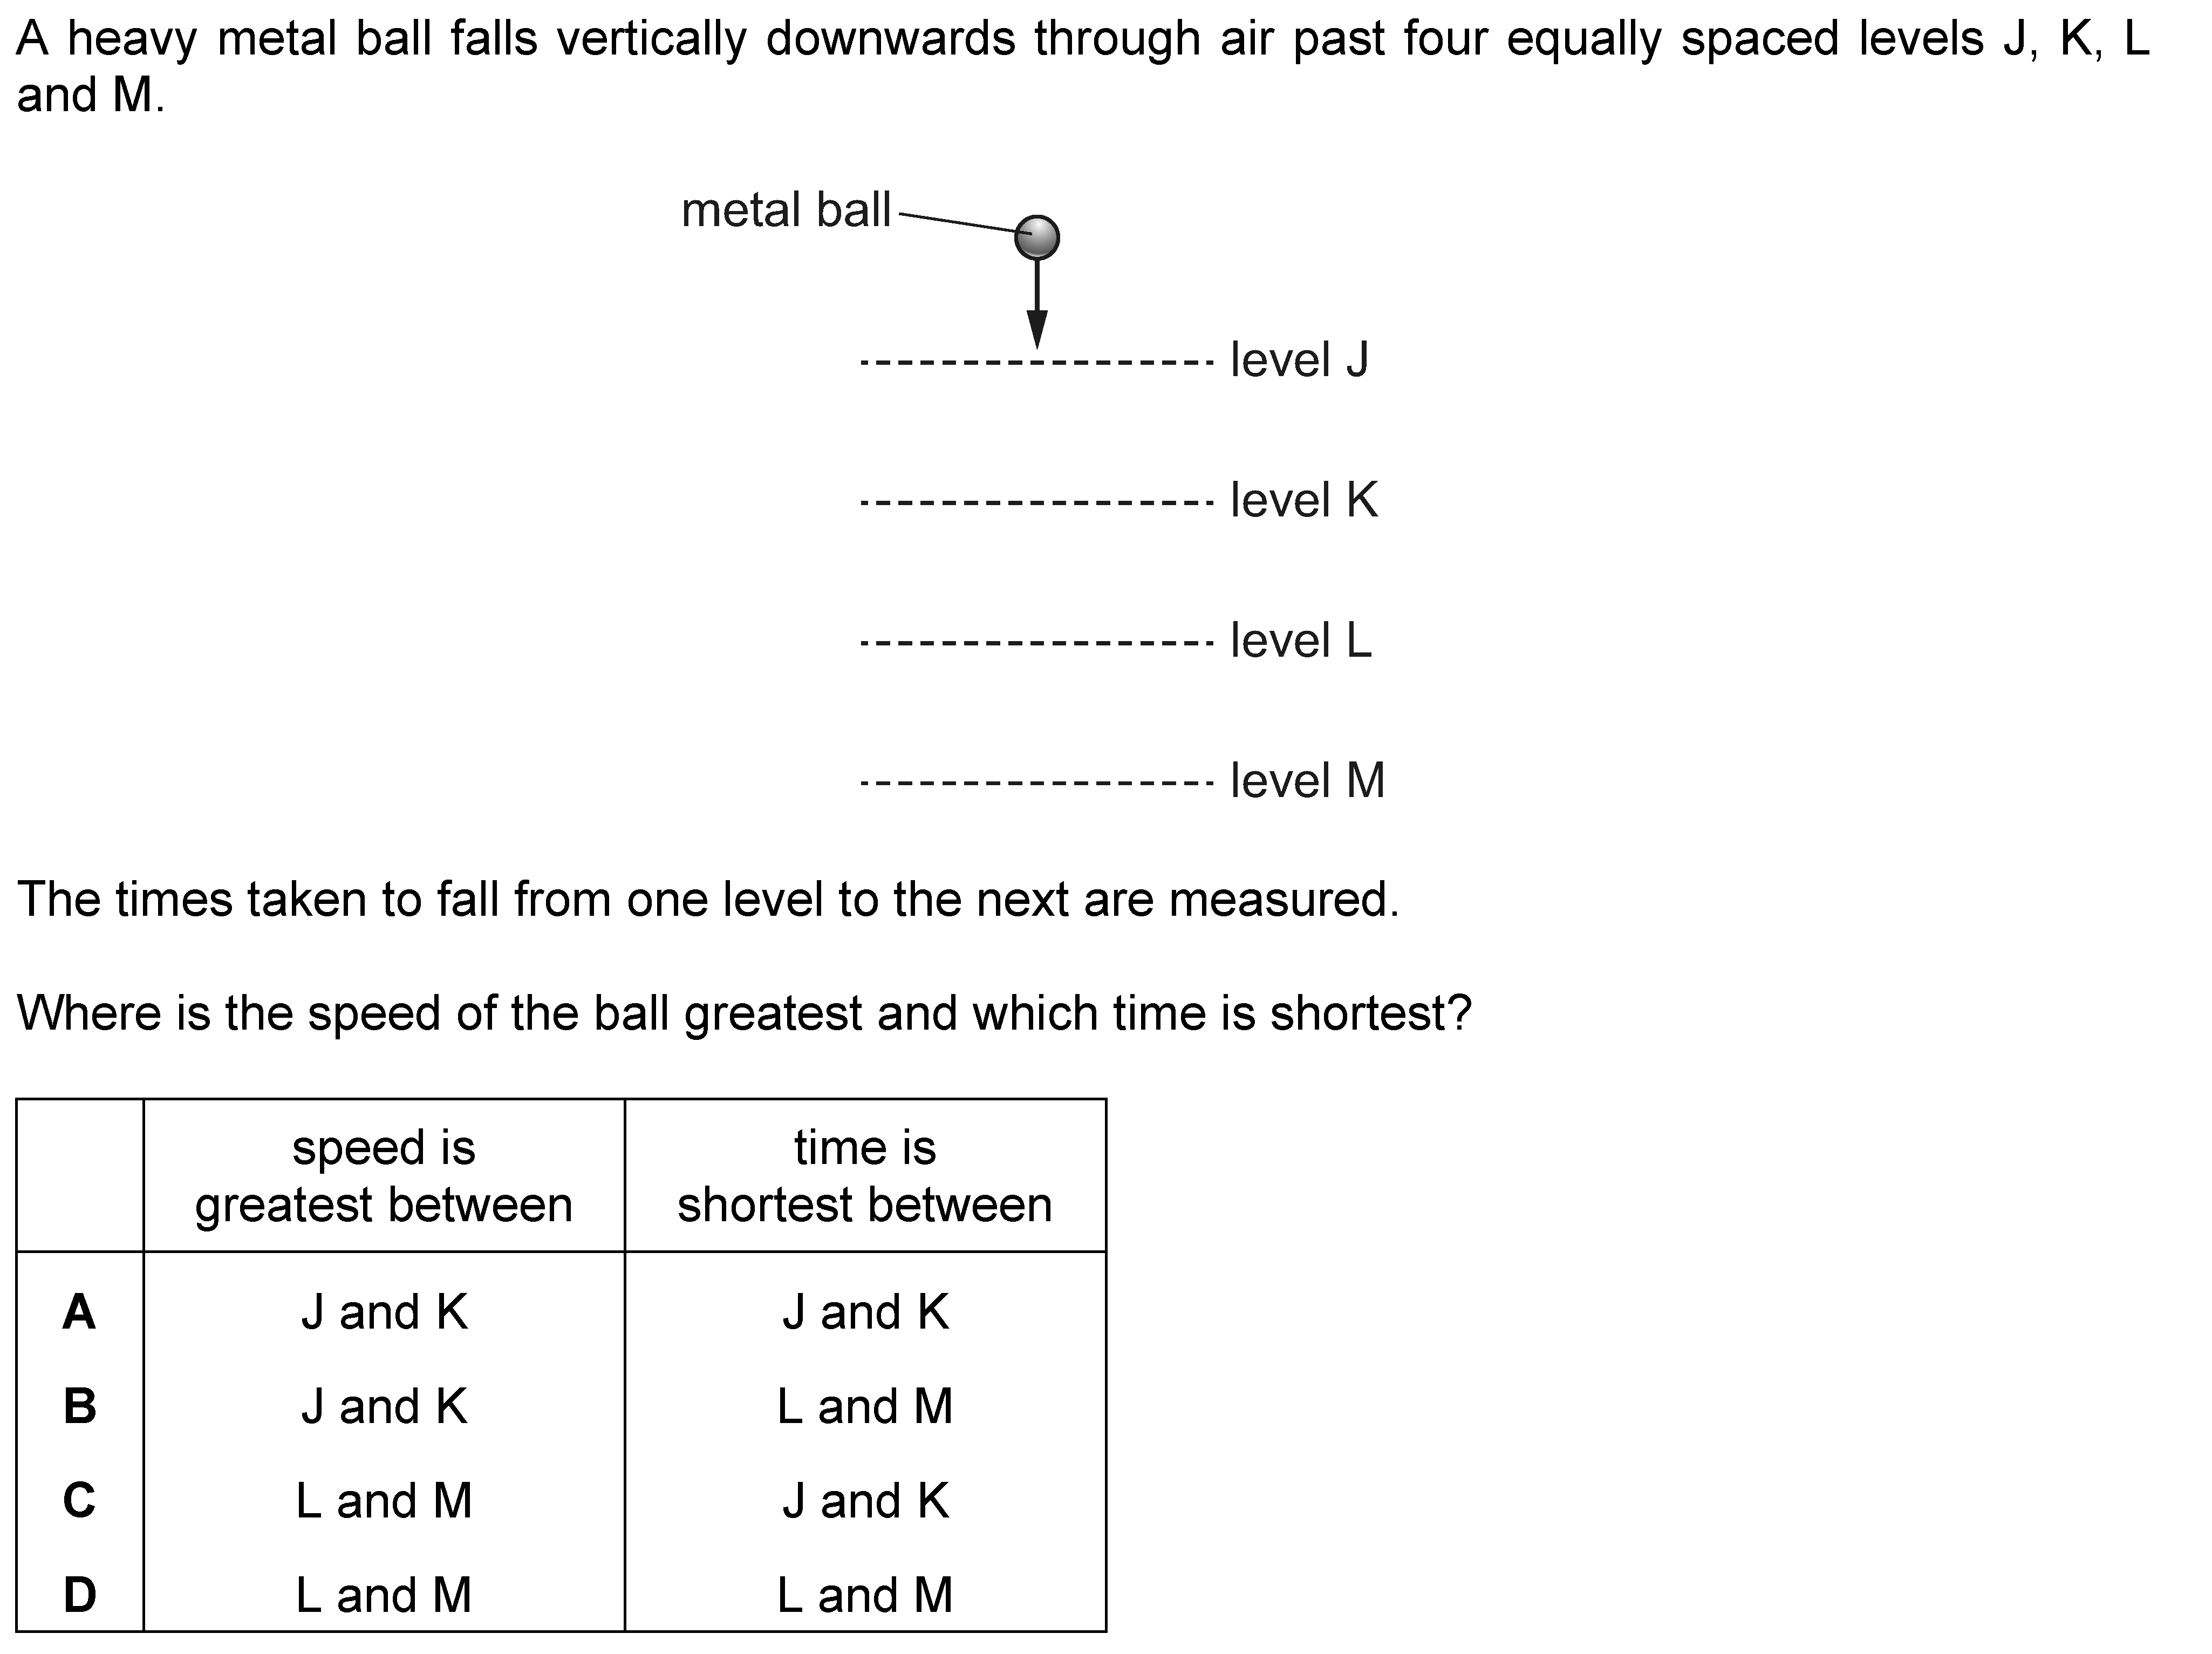 A heavy metal ball falls vertically downwards through air past four equally spaced levels J, K, L
and M.
metal ball
level J
level K
level L
level M
The times taken to fall from one level to the next are measured.
Where is the speed of the ball greatest and which time is shortest?
speed is greatest between time is shortest between
A J and K J and K
B J and K L and M
C L and M J and K
D L and M L and M